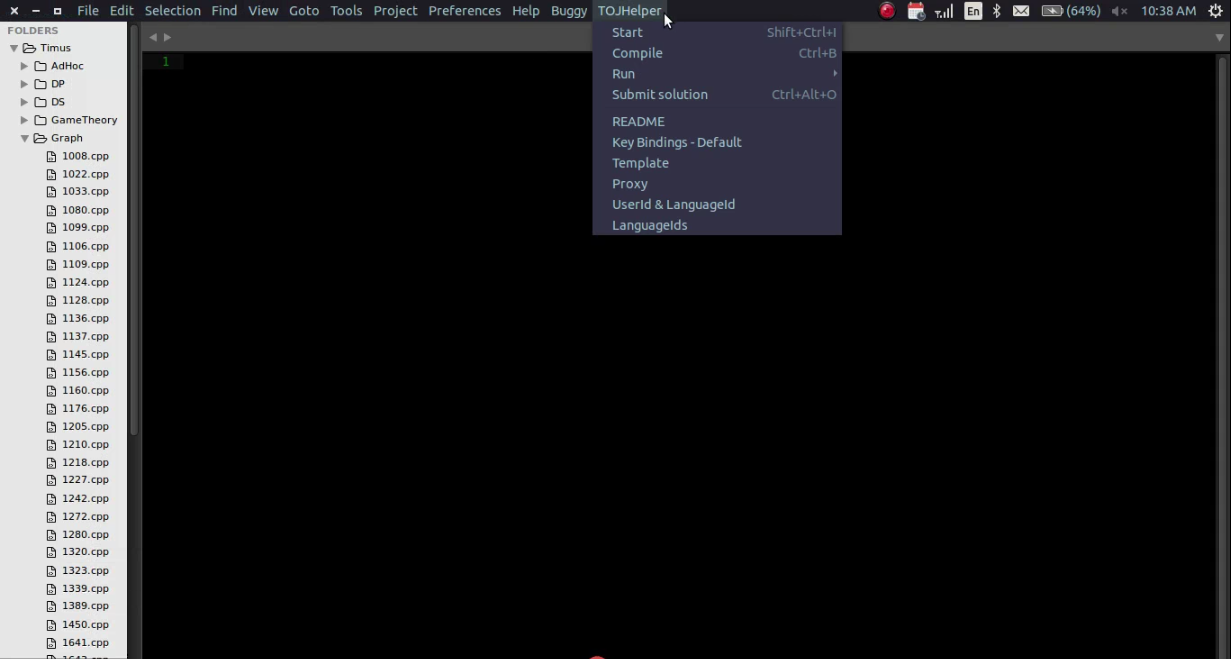 File Edit Selection Find View Goto Tools Project Preferences Help Buggy TOJHelper En (64%) 10:38 AM
FOLDERS
Timus
AdHoc
DP
DS
GameTheory
Graph
1008.cpp
1022.cpp
1033.cpp
1080.cpp
1099.cpp
1106.cpp
1109.cpp
1124.cpp
1128.cpp
1136.cpp
1137.cpp
1145.cpp
1156.cpp
1160.cpp
1176.cpp
1205.cpp
1210.cpp
1218.cpp
1227.cpp
1242.cpp
1272.cpp
1280.cpp
1320.cpp
1323.cpp
1339.cpp
1389.cpp
1450.cpp
1641.cpp
1
Start Shift+Ctrl+I
Compile Ctrl+B
Run
Submit solution Ctrl+Alt+O
README
Key Bindings - Default
Template
Proxy
UserId & LanguageId
LanguageIds